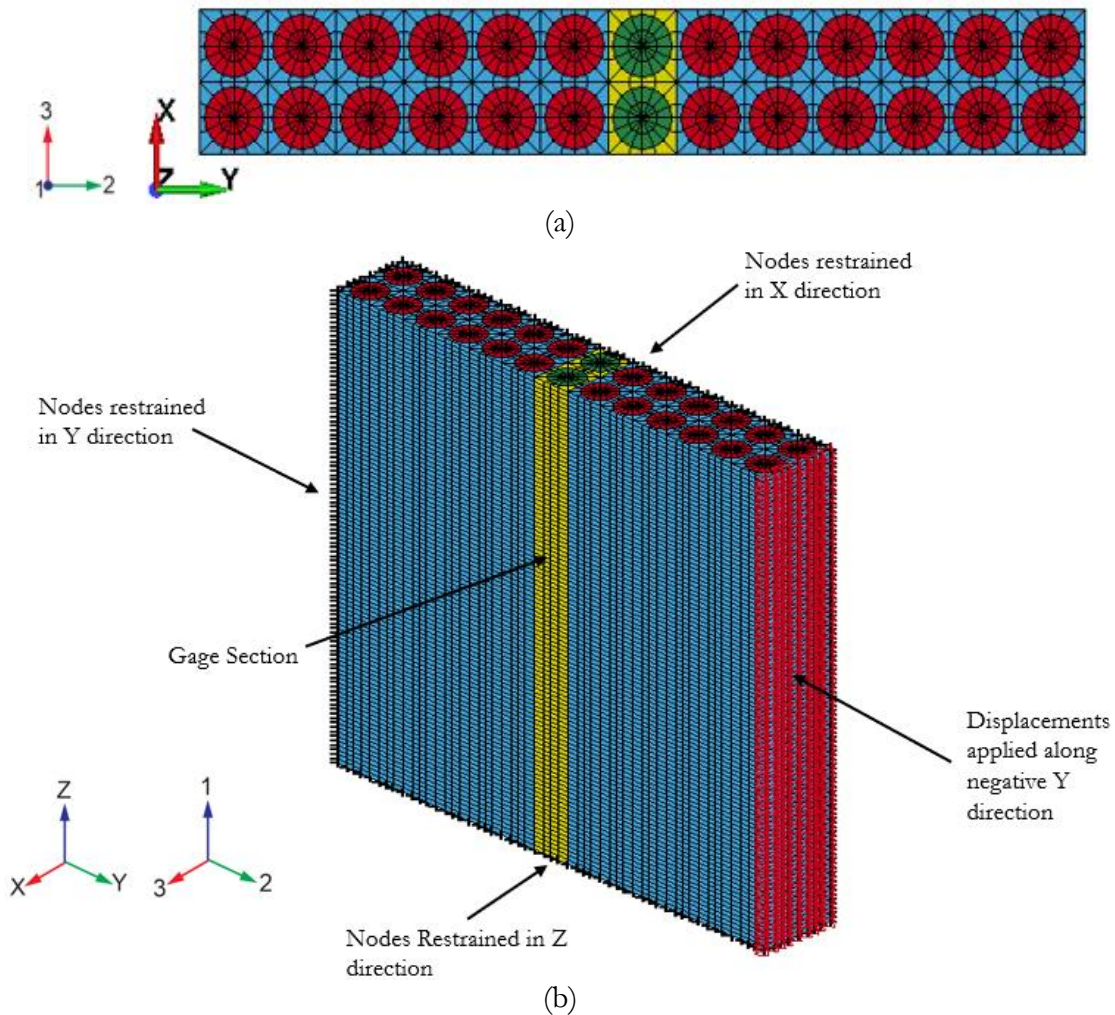 3
X
1
2
Z
Y
(a)
Nodes restrained
in X direction
Nodes restrained
in Y direction
Gage Section
Displacements
applied along
negative Y
direction
Z
X
Y
1
3
2
Nodes Restrained in Z
direction
(b)